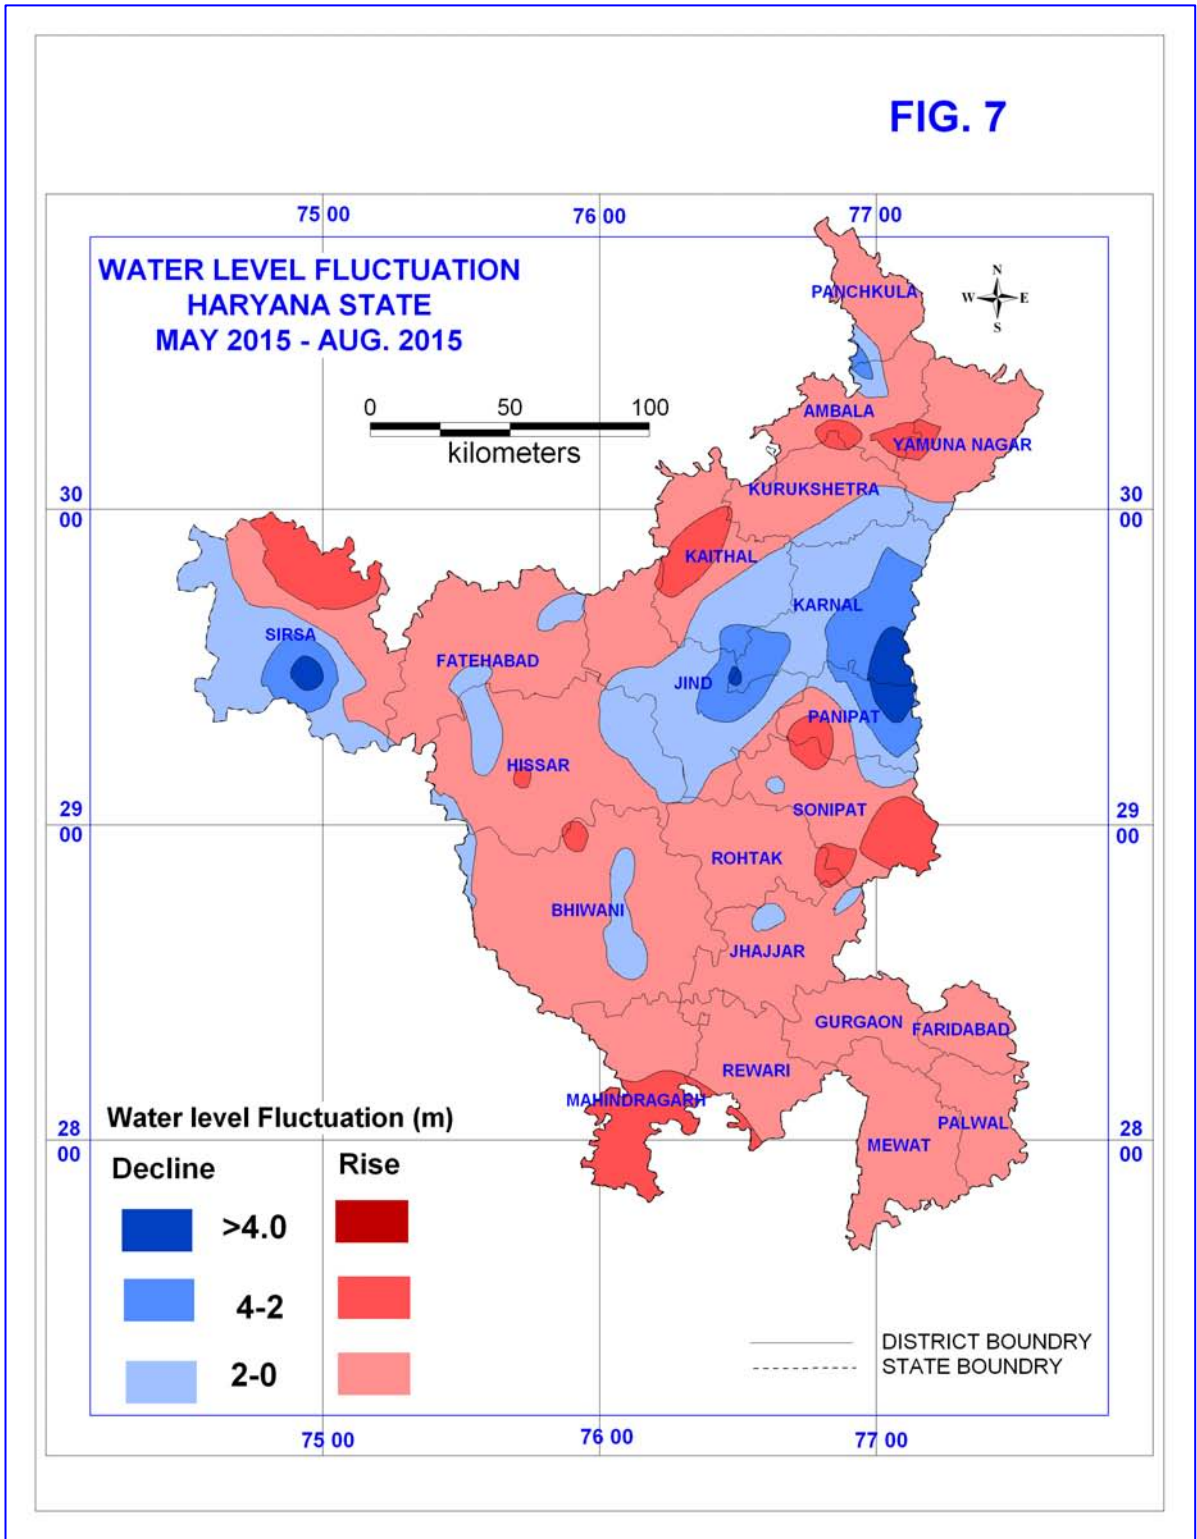 FIG. 7
75 00
76 00
77 00
WATER LEVEL FLUCTUATION
HARYANA STATE
MAY 2015 - AUG. 2015
N
W E
S
PANCHKULA
0 50 100
kilometers
AMBALA
YAMUNA NAGAR
KURUKSHETRA
30
00
30
00
KAITHAL
KARNAL
SIRSA
FATEHABAD
JIND
PANIPAT
HISSAR
SONIPAT
29
00
29
00
ROHTAK
BHIWANI
JHAJJAR
GURGAON
FARIDABAD
REWARI
MAHINDRAGARH
PALWAL
MEWAT
28
00
28
00
Water level Fluctuation (m)
Decline Rise
>4.0
4-2
2-0
DISTRICT BOUNDRY
STATE BOUNDRY
75 00
76 00
77 00